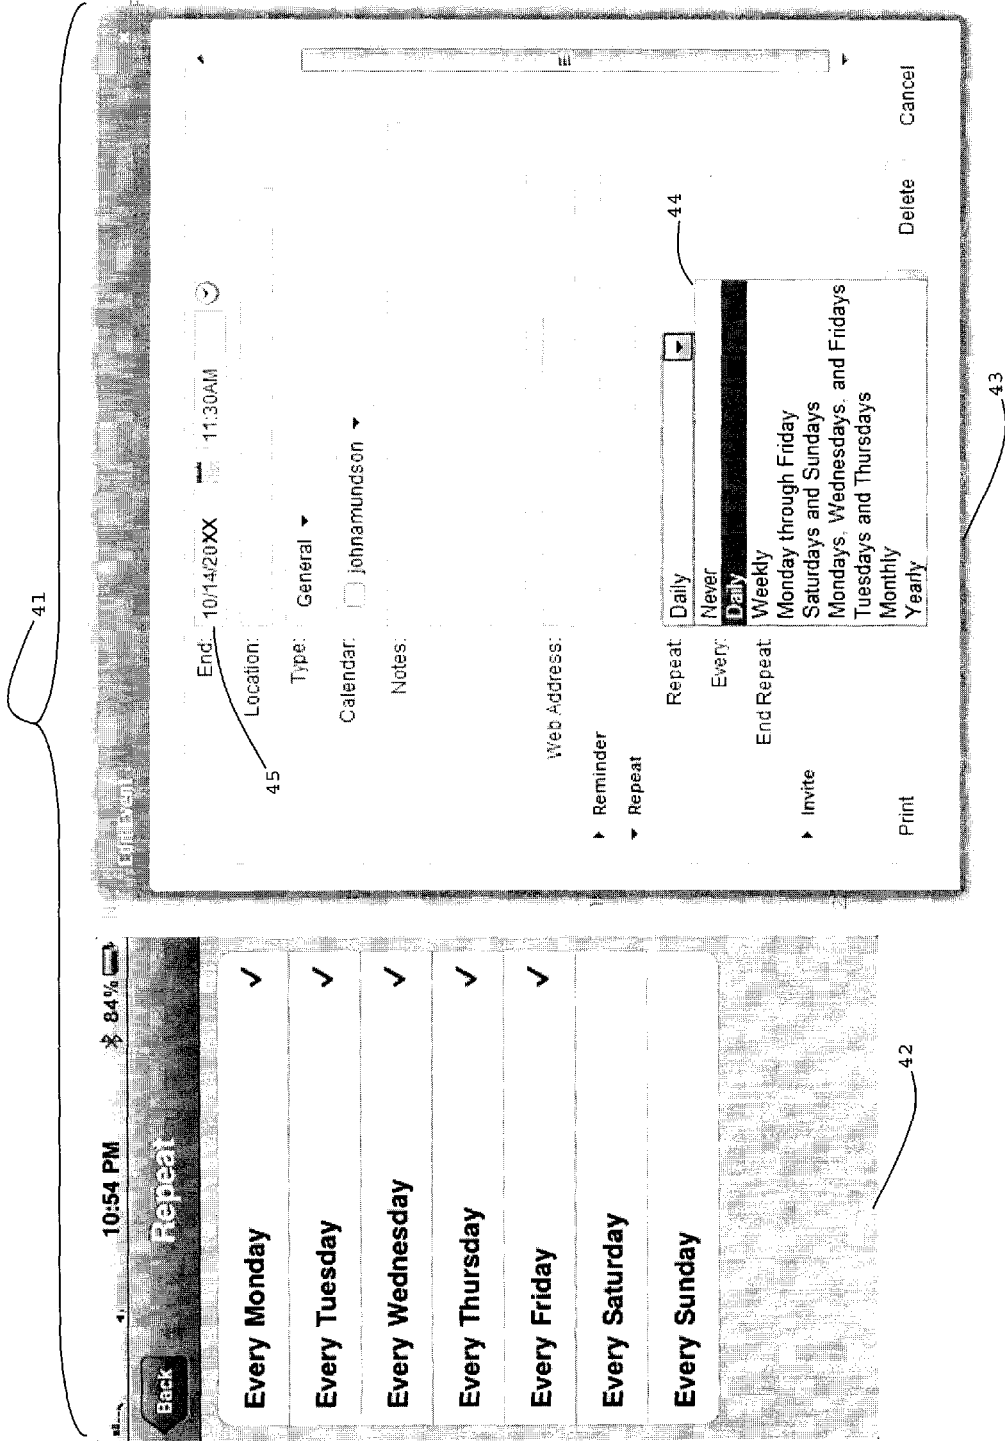 41
10:54 PM 84%
Back Repeat
Every Monday ✓
Every Tuesday ✓
Every Wednesday ✓
Every Thursday ✓
Every Friday ✓
Every Saturday
Every Sunday
42
Edit Event
End: 10/14/20XX 11:30AM
45
Location:
Type: General
Calendar: johnamundson
Notes:
Web Address:
Reminder
Repeat
Repeat: Daily
44
Every:
End Repeat:
Never
Daily
Weekly
Monday through Friday
Saturdays and Sundays
Mondays, Wednesdays, and Fridays
Tuesdays and Thursdays
Monthly
Yearly
Invite
Print Delete Cancel
43